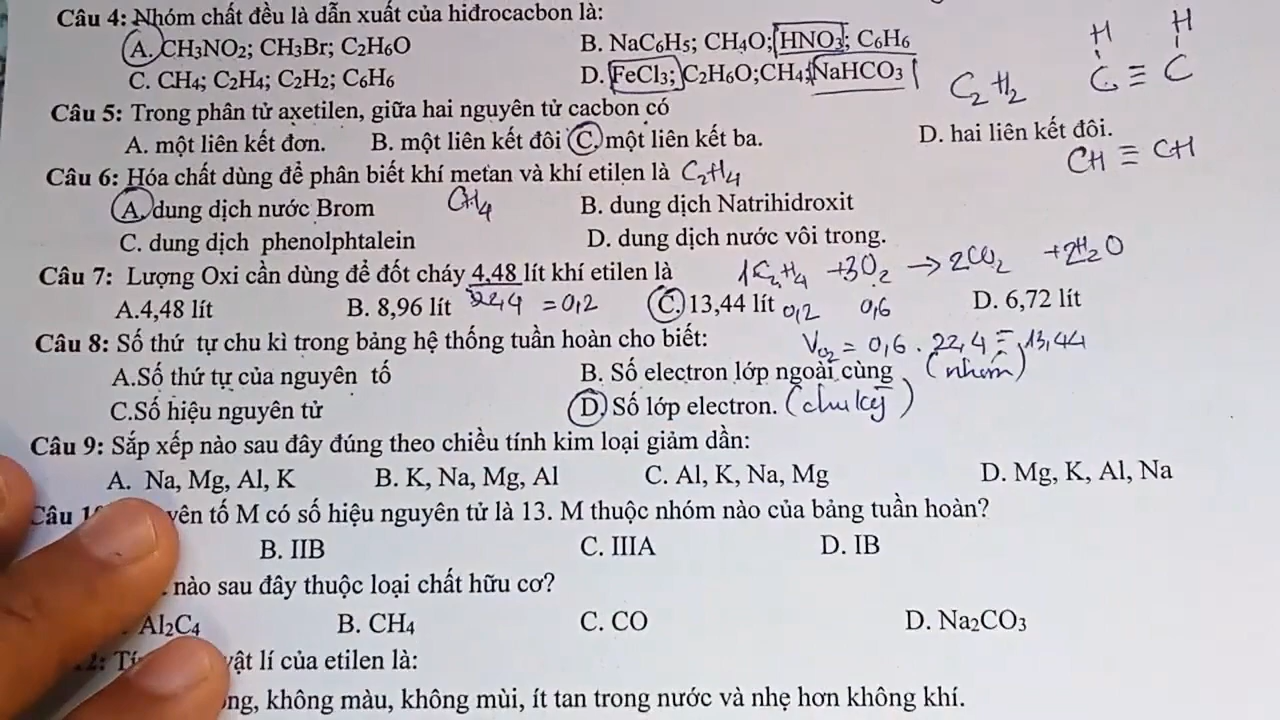 Câu 4: Nhóm chất đều là dẫn xuất của hiđrocacbon là:
A. CH3NO2; CH3Br; C2H6O B. NaC6H5; CH4O; HNO3; C6H6
C. CH4; C2H4; C2H2; C6H6 D. FeCl3; C2H6O;CH4;NaHCO3
C2H2
H H
C ≡ C
Câu 5: Trong phân tử axetilen, giữa hai nguyên tử cacbon có
A. một liên kết đơn. B. một liên kết đôi C. một liên kết ba. D. hai liên kết đôi.
CH ≡ CH
Câu 6: Hóa chất dùng để phân biệt khí metan và khí etilen là C2H4
A. dung dịch nước Brom CH4 B. dung dịch Natrihidroxit
C. dung dịch phenolphtalein D. dung dịch nước vôi trong.
Câu 7: Lượng Oxi cần dùng để đốt cháy 4,48 lít khí etilen là 1C2H4 +3O2 → 2CO2 +2H2O
A.4,48 lít B. 8,96 lít 22,4 = 0,2 C. 13,44 lít 0,2 0,6 D. 6,72 lít
Câu 8: Số thứ tự chu kì trong bảng hệ thống tuần hoàn cho biết: VO2 = 0,6 . 22,4 = 13,44
A.Số thứ tự của nguyên tố B. Số electron lớp ngoài cùng (nhóm)
C.Số hiệu nguyên tử D. Số lớp electron. (chu kỳ)
Câu 9: Sắp xếp nào sau đây đúng theo chiều tính kim loại giảm dần:
A. Na, Mg, Al, K B. K, Na, Mg, Al C. Al, K, Na, Mg D. Mg, K, Al, Na
Câu tố M có số hiệu nguyên tử là 13. M thuộc nhóm nào của bảng tuần hoàn?
B. IIB C. IIIA D. IB
nào sau đây thuộc loại chất hữu cơ?
Al2C4 B. CH4 C. CO D. Na2CO3
lí của etilen là:
không màu, không mùi, ít tan trong nước và nhẹ hơn không khí.